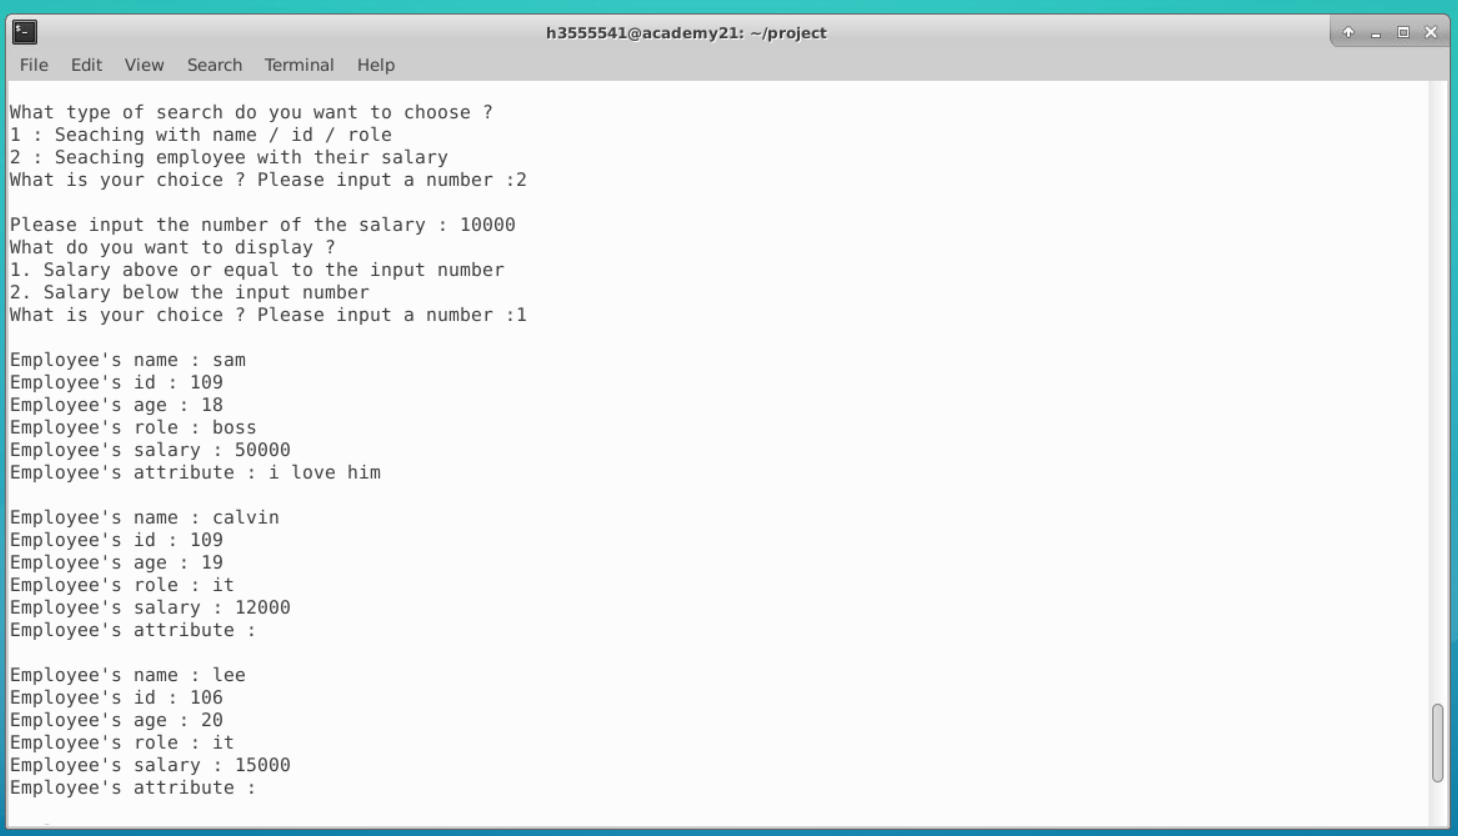 h3555541@academy21: ~/project
File Edit View Search Terminal Help
What type of search do you want to choose ?
1 : Seaching with name / id / role
2 : Seaching employee with their salary
What is your choice ? Please input a number :2
Please input the number of the salary : 10000
What do you want to display ?
1. Salary above or equal to the input number
2. Salary below the input number
What is your choice ? Please input a number :1
Employee's name : sam
Employee's id : 109
Employee's age : 18
Employee's role : boss
Employee's salary : 50000
Employee's attribute : i love him
Employee's name : calvin
Employee's id : 109
Employee's age : 19
Employee's role : it
Employee's salary : 12000
Employee's attribute :
Employee's name : lee
Employee's id : 106
Employee's age : 20
Employee's role : it
Employee's salary : 15000
Employee's attribute :